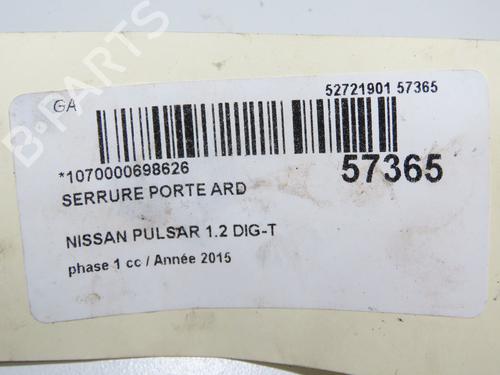 B-PARTS
52721901 57365
GA
*1070000698626
57365
SERRURE PORTE ARD
NISSAN PULSAR 1.2 DIG-T
phase 1 cc / Année 2015